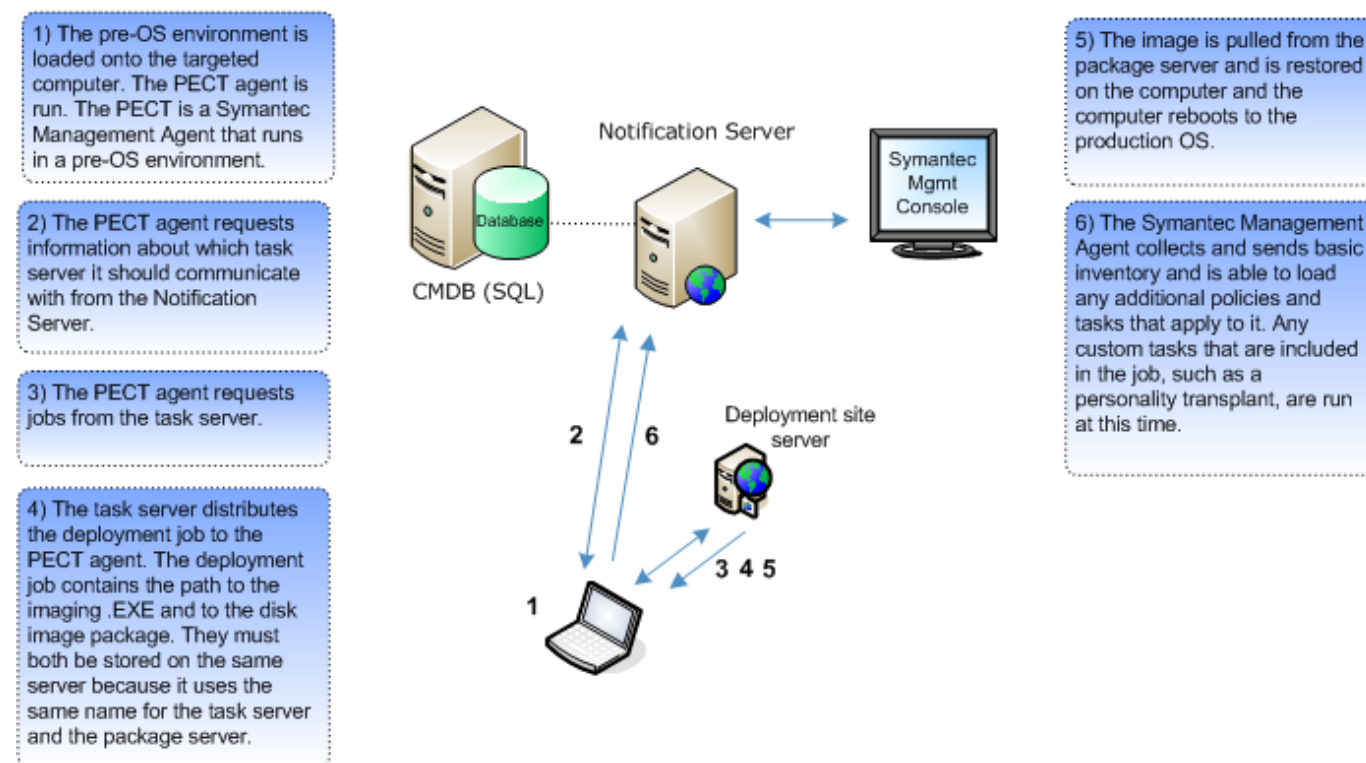 1) The pre-OS environment is
loaded onto the targeted
computer. The PECT agent is
run. The PECT is a Symantec
Management Agent that runs
in a pre-OS environment.
2) The PECT agent requests
information about which task
server it should communicate
with from the Notification
Server.
3) The PECT agent requests
jobs from the task server.
4) The task server distributes
the deployment job to the
PECT agent. The deployment
job contains the path to the
imaging .EXE and to the disk
image package. They must
both be stored on the same
server because it uses the
same name for the task server
and the package server.
Notification Server
Database
CMDB (SQL)
Symantec
Mgmt
Console
2
6
Deployment site
server
3 4 5
1
5) The image is pulled from the
package server and is restored
on the computer and the
computer reboots to the
production OS.
6) The Symantec Management
Agent collects and sends basic
inventory and is able to load
any additional policies and
tasks that apply to it. Any
custom tasks that are included
in the job, such as a
personality transplant, are run
at this time.